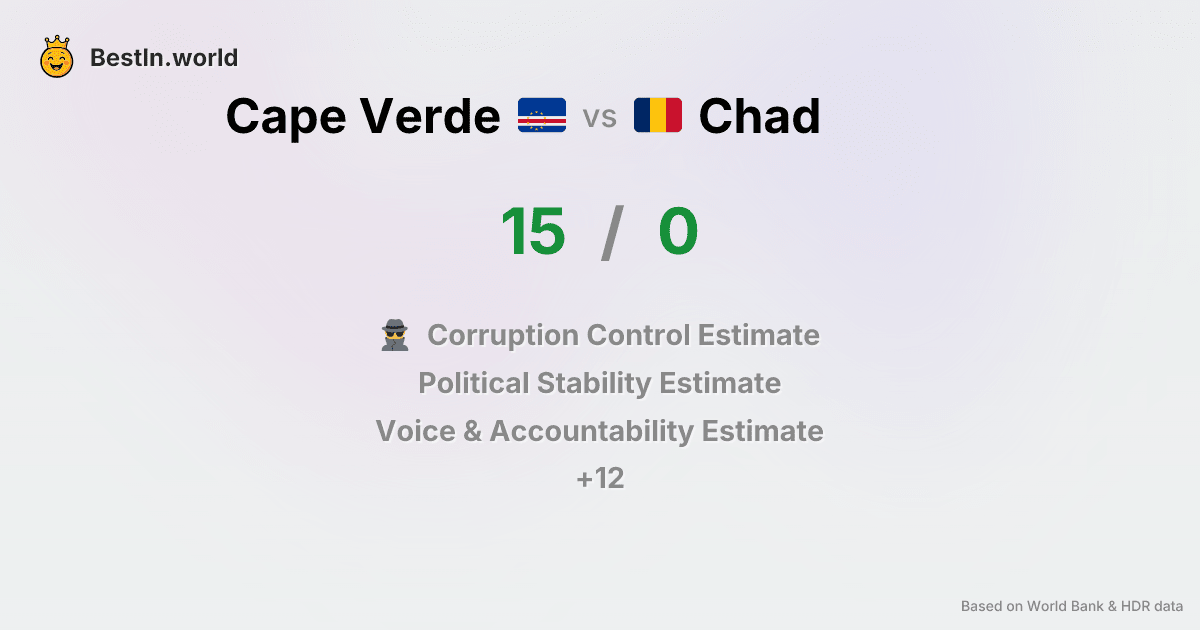 BestIn.world
Cape Verde vs Chad
15 / 0
Corruption Control Estimate
Political Stability Estimate
Voice & Accountability Estimate
+12
Based on World Bank & HDR data